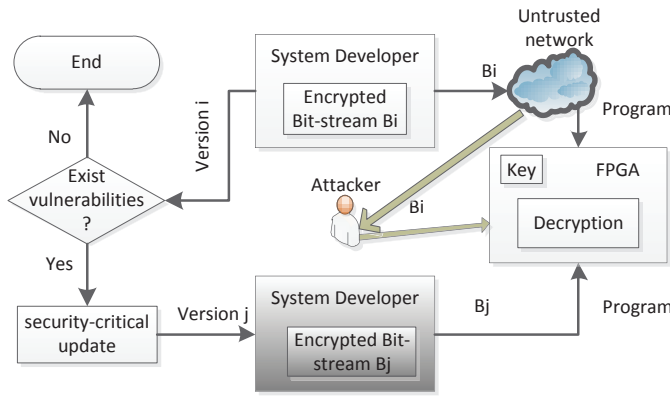 Untrusted
network
End
System Developer
Encrypted
Bit-stream Bi
Bi
Program
No
Version i
Exist
vulnerabilities
?
Attacker
Bi
Key
FPGA
Decryption
Yes
security-critical
update
Version j
System Developer
Encrypted Bit-
stream Bj
Bj
Program